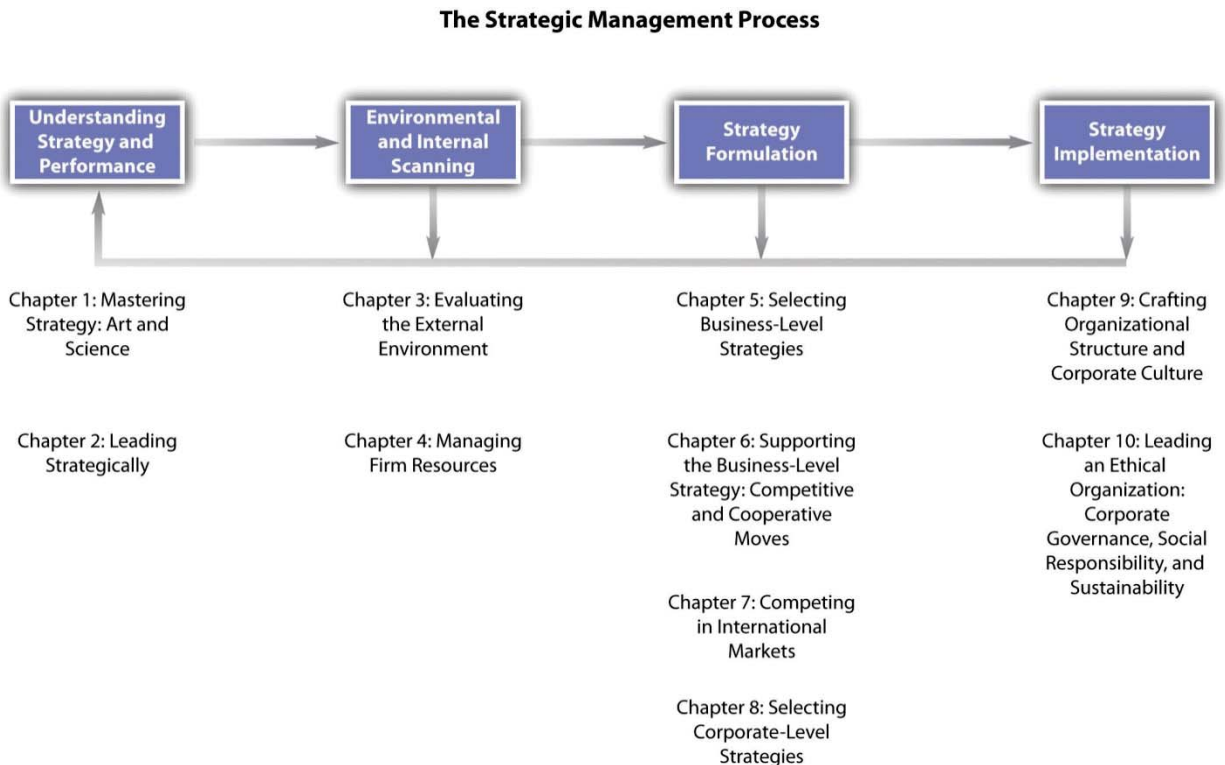 The Strategic Management Process
Understanding
Strategy and
Performance
Environmental
and Internal
Scanning
Strategy
Formulation
Strategy
Implementation
Chapter 1: Mastering
Strategy: Art and
Science
Chapter 2: Leading
Strategically
Chapter 3: Evaluating
the External
Environment
Chapter 4: Managing
Firm Resources
Chapter 5: Selecting
Business-Level
Strategies
Chapter 6: Supporting
the Business-Level
Strategy: Competitive
and Cooperative
Moves
Chapter 7: Competing
in International
Markets
Chapter 8: Selecting
Corporate-Level
Strategies
Chapter 9: Crafting
Organizational
Structure and
Corporate Culture
Chapter 10: Leading
an Ethical
Organization:
Corporate
Governance, Social
Responsibility, and
Sustainability